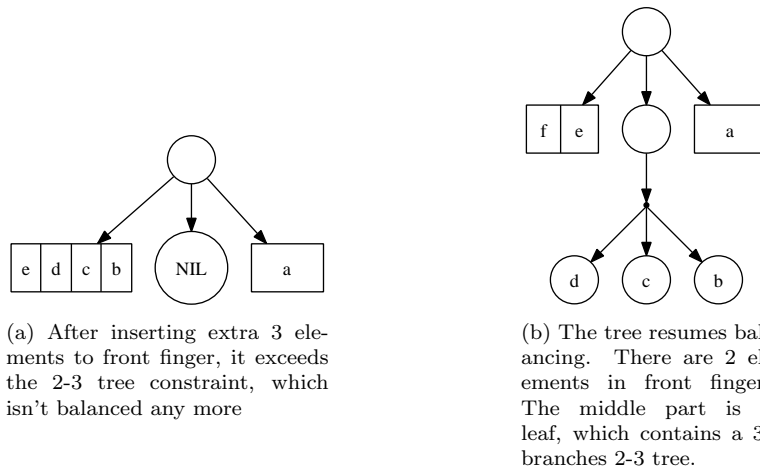 f e a
e d c b NIL a
d c b
(a) After inserting extra 3 ele-
ments to front finger, it exceeds
the 2-3 tree constraint, which
isn't balanced any more
(b) The tree resumes bal-
ancing. There are 2 el-
ements in front finger
The middle part is
leaf, which contains a 3
branches 2-3 tree.